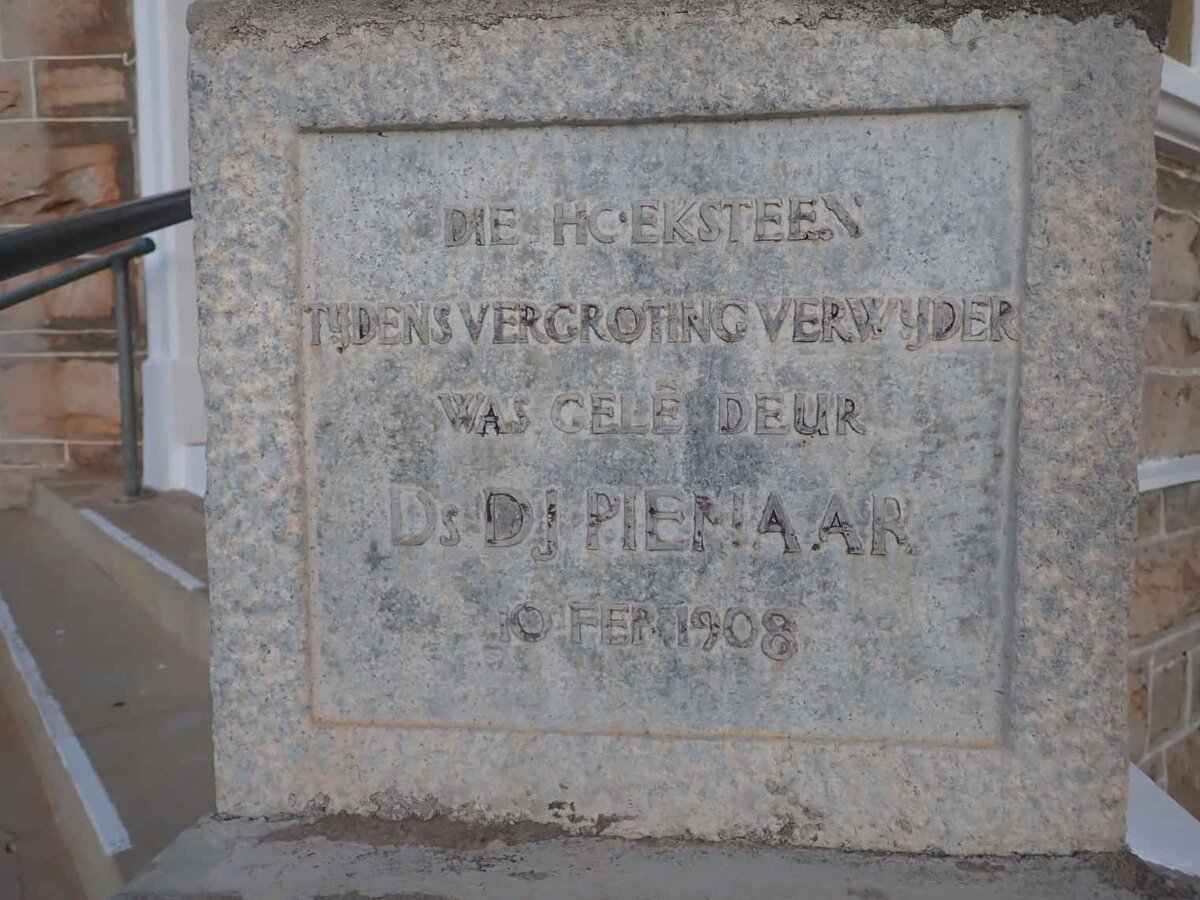 DIE HOEKSTEEN
TYDENS VERGROTING VERWYDER
WAS GELÊ DEUR
DS DJ PIENAAR
10 FEB 1908